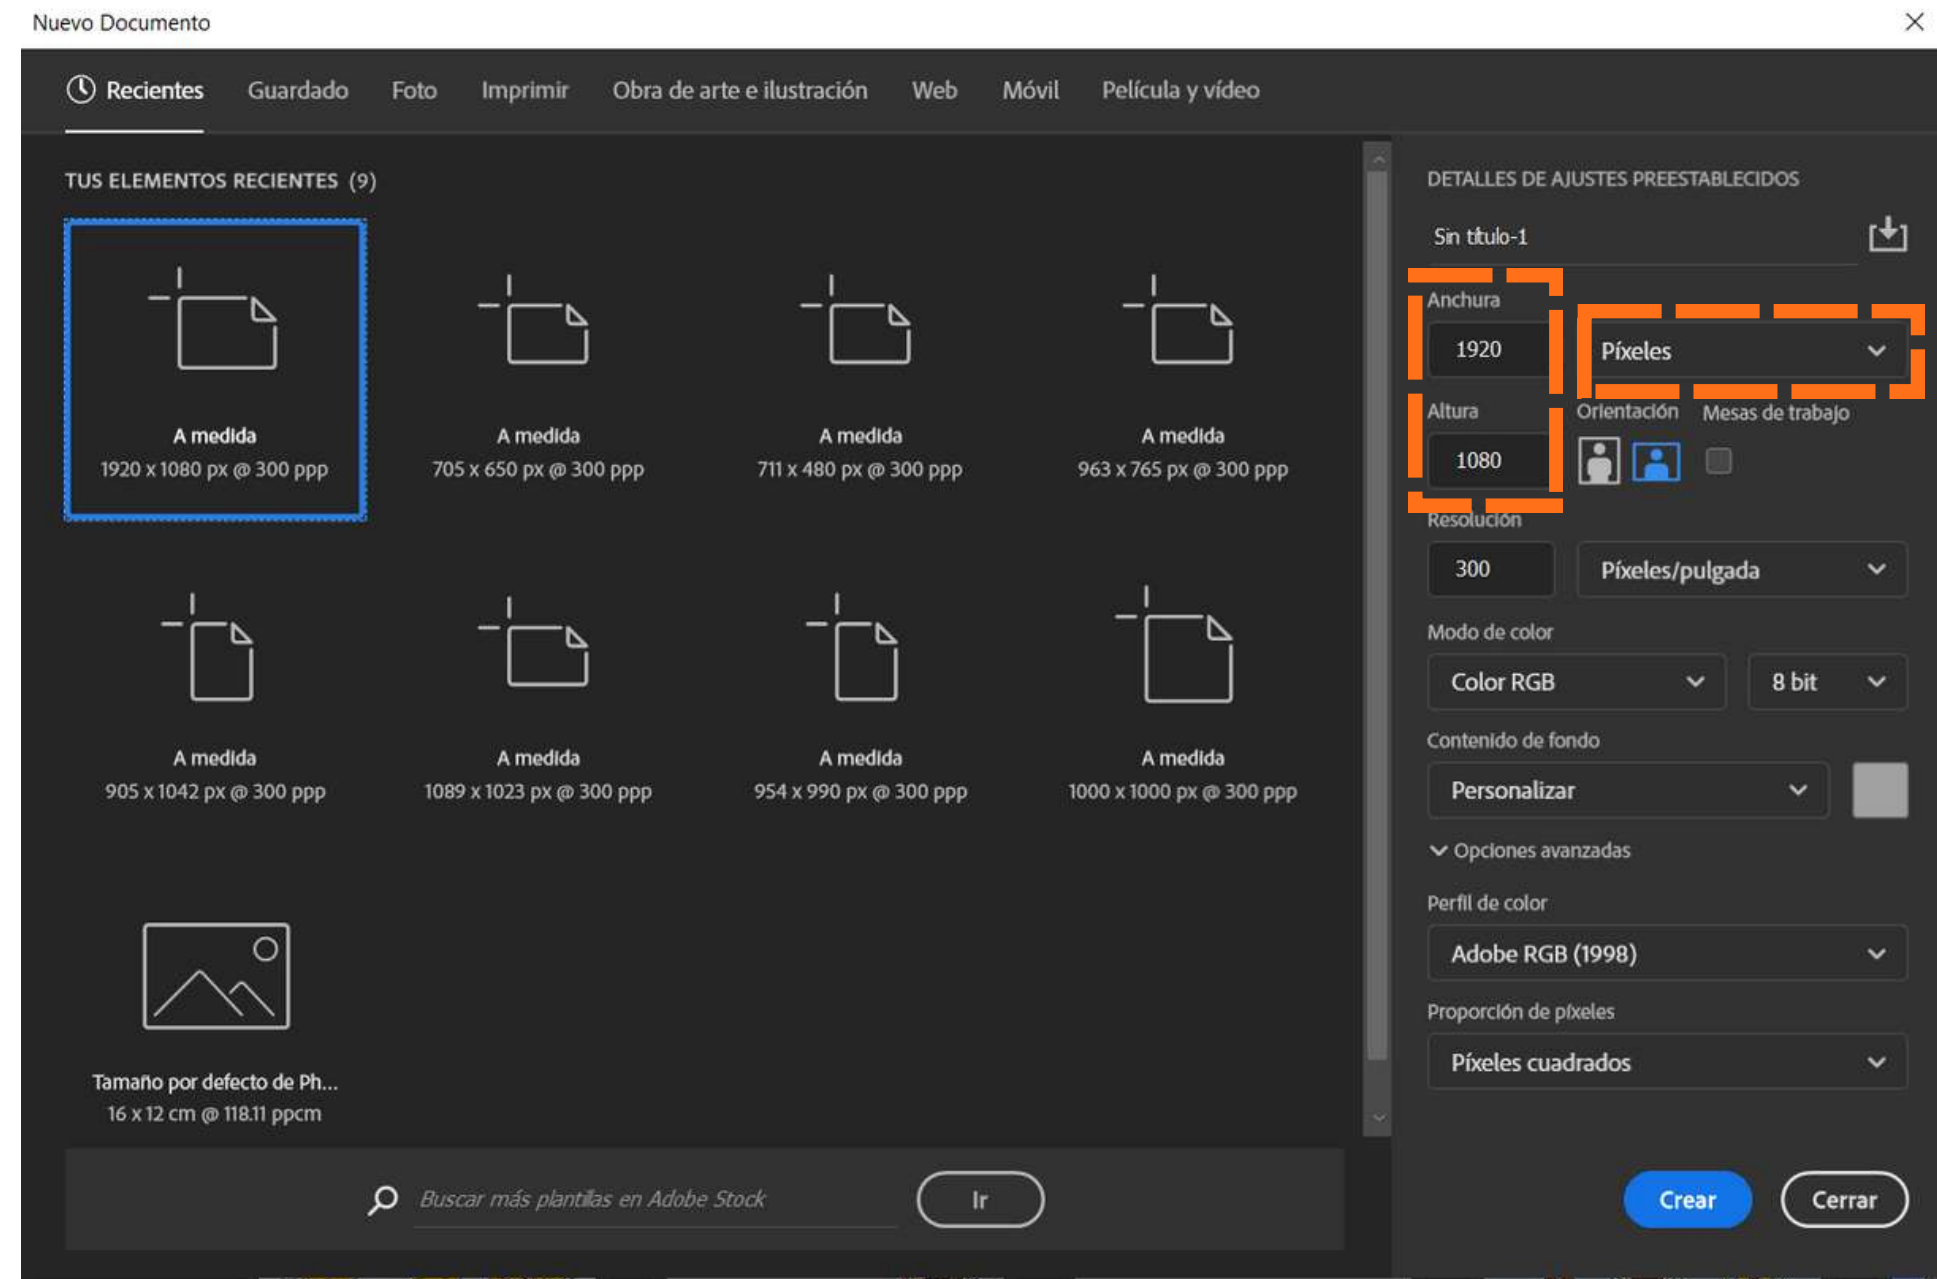 Nuevo Documento
Recientes Guardado Foto Imprimir Obra de arte e ilustración Web Móvil Película y vídeo
TUS ELEMENTOS RECIENTES (9)
A medida
1920 x 1080 px @ 300 ppp
A medida
705 x 650 px @ 300 ppp
A medida
711 x 480 px @ 300 ppp
A medida
963 x 765 px @ 300 ppp
A medida
905 x 1042 px @ 300 ppp
A medida
1089 x 1023 px @ 300 ppp
A medida
954 x 990 px @ 300 ppp
A medida
1000 x 1000 px @ 300 ppp
Tamaño por defecto de Ph...
16 x 12 cm @ 118.11 ppcm
Buscar más plantillas en Adobe Stock
Ir
DETALLES DE AJUSTES PREESTABLECIDOS
Sin título-1
Anchura
1920 Píxeles
Altura Orientación Mesas de trabajo
1080
Resolución
300 Píxeles/pulgada
Modo de color
Color RGB 8 bit
Contenido de fondo
Personalizar
Opciones avanzadas
Perfil de color
Adobe RGB (1998)
Proporción de píxeles
Píxeles cuadrados
Crear Cerrar